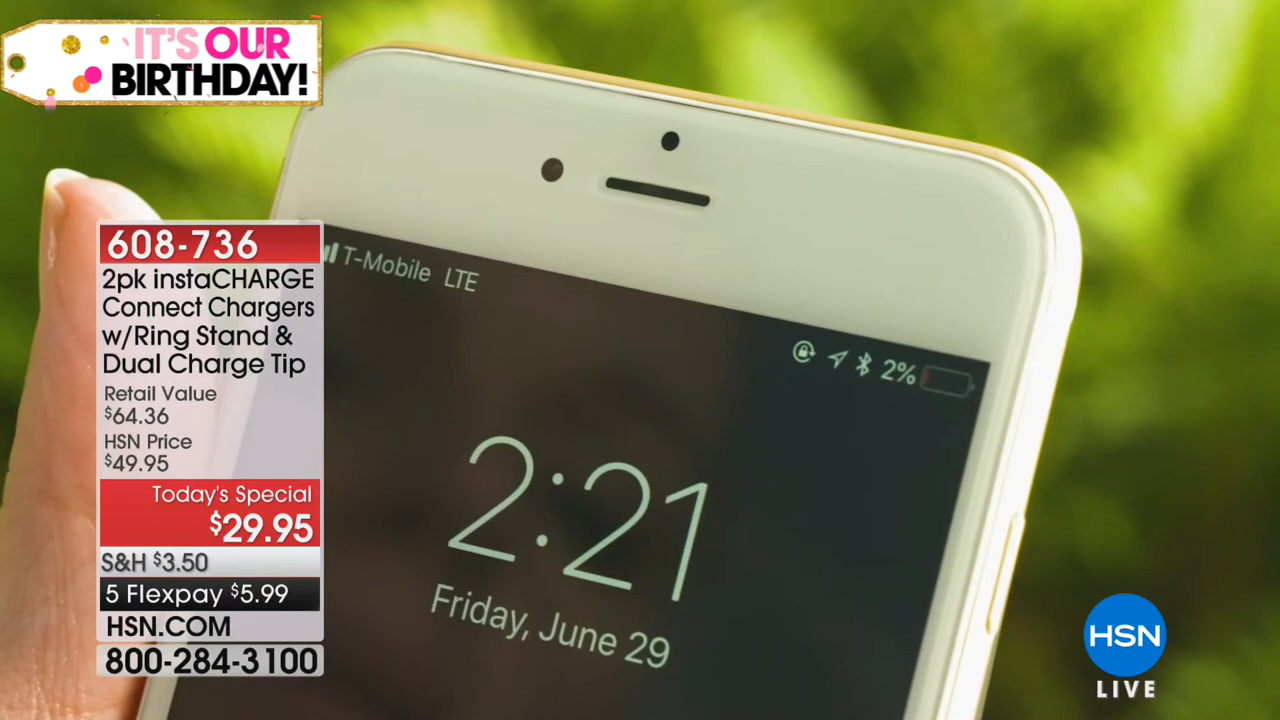 IT'S OUR
BIRTHDAY!
608-736
2pk instaCHARGE
Connect Chargers
w/Ring Stand &
Dual Charge Tip
Retail Value
$64.36
HSN Price
$49.95
Today's Special
$29.95
S&H $3.50
5 Flexpay $5.99
HSN.COM
800-284-3100
T-Mobile LTE
2%
2:21
Friday, June 29
HSN
LIVE